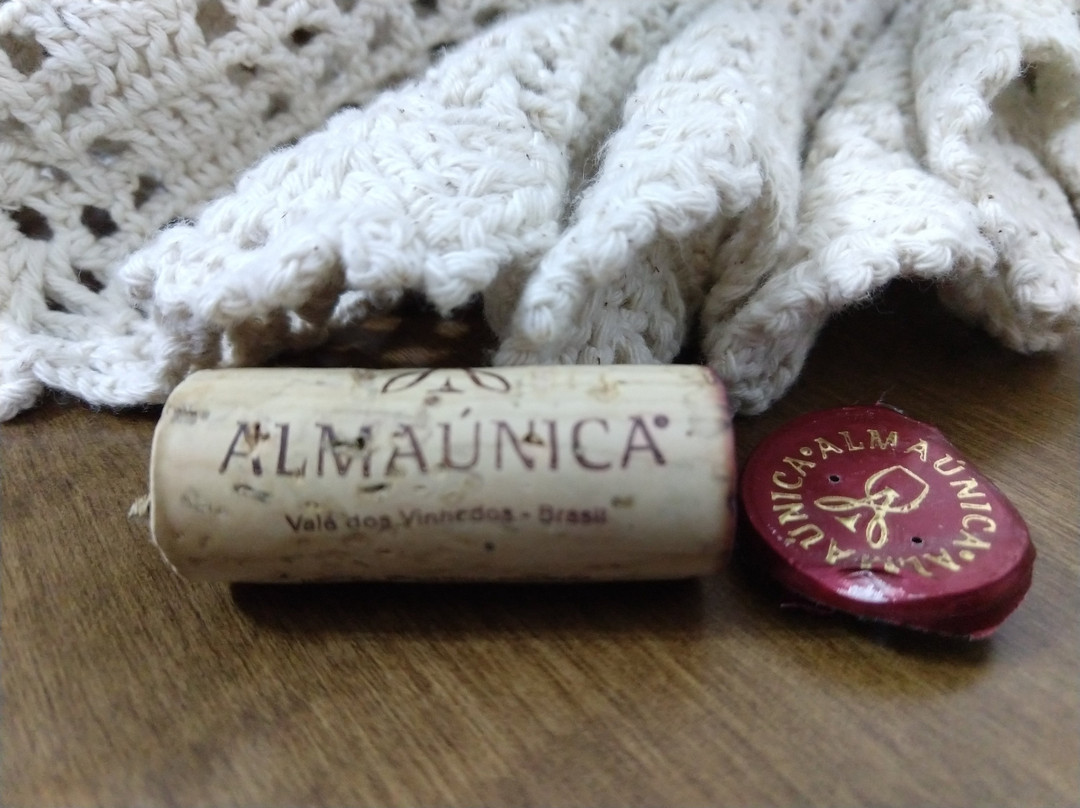 ALMAÚNICA
Vale dos Vinhedos - Brasil
ALMAÚNICA•ALMAÚNICA•